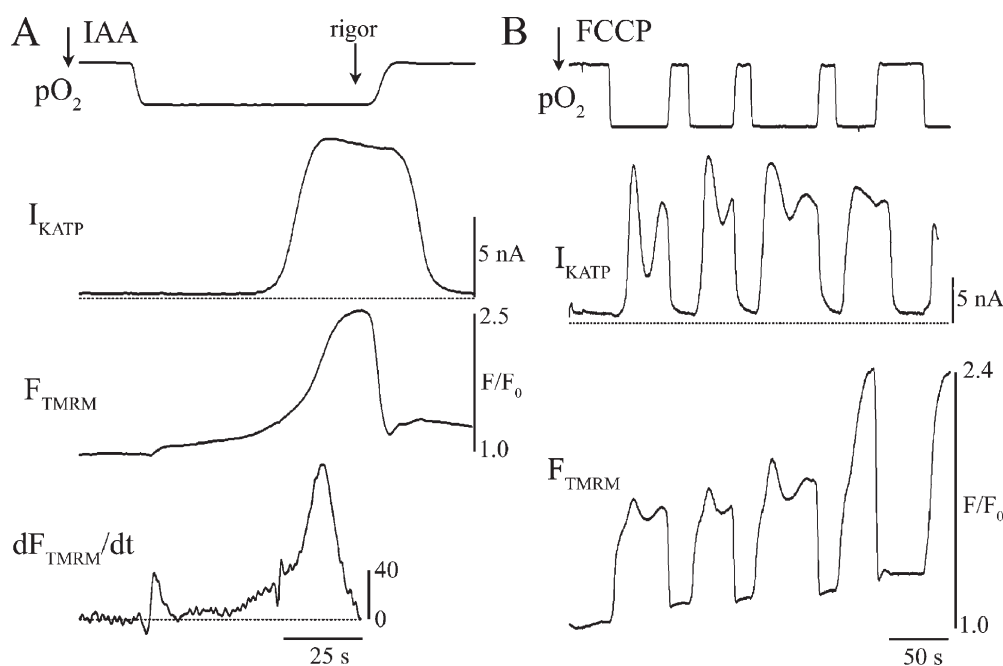 A
IAA
rigor
pO2
IKATP
5 nA
2.5
F/F0
FTMRM
1.0
dFTMRM/dt
40
0
25 s
B
FCCP
pO2
IKATP
5 nA
2.4
FTMRM
F/F0
1.0
50 s